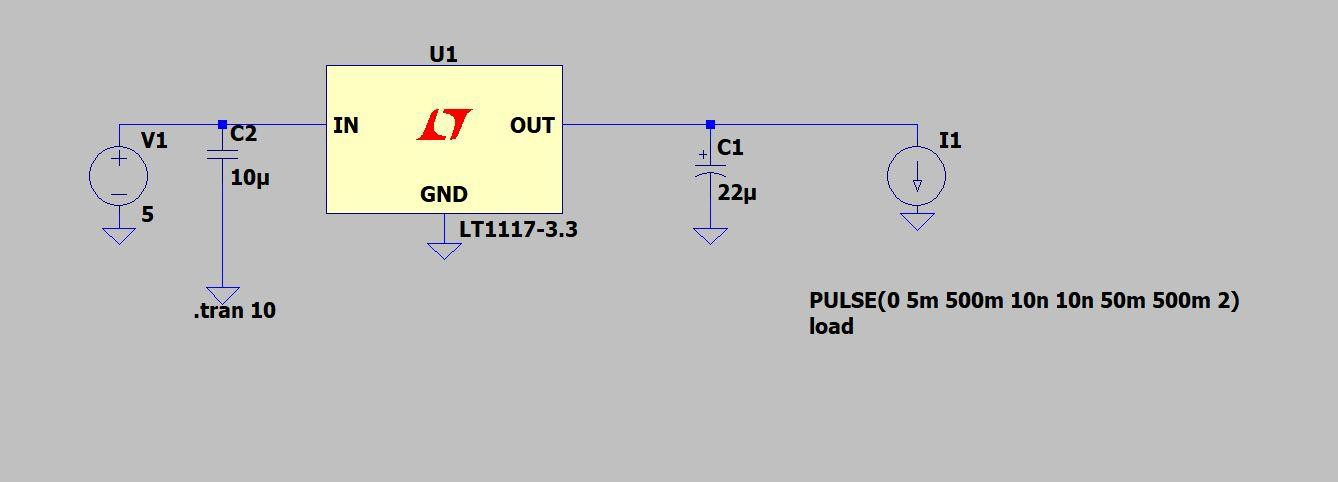 U1
V1
C2
IN
OUT
C1
I1
10µ
22µ
GND
5
LT1117-3.3
.tran 10
PULSE(0 5m 500m 10n 10n 50m 500m 2)
load